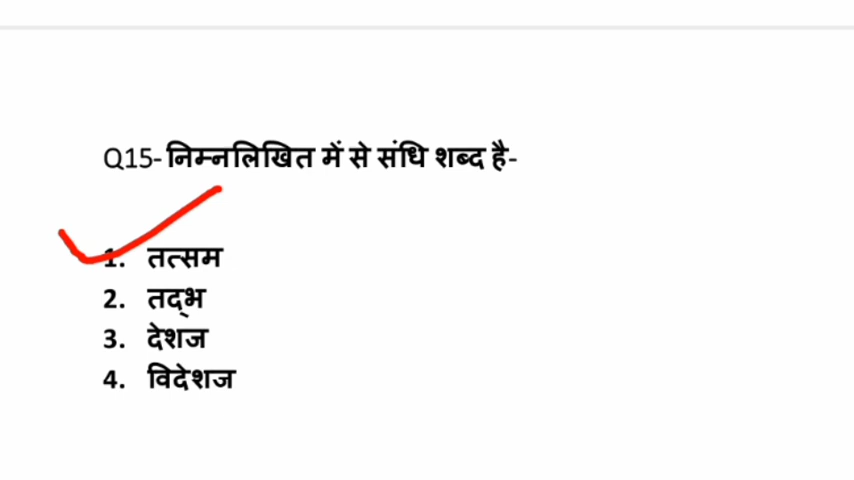 Q15- निम्नलिखित में से संधि शब्द है-
1. तत्सम
2. तद्भ
3. देशज
4. विदेशज